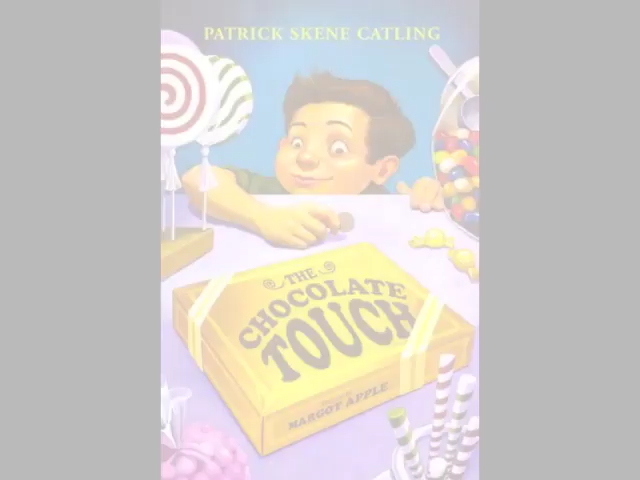 PATRICK SKENE CATLING
THE
CHOCOLATE
TOUCH
MARGOT APPLE